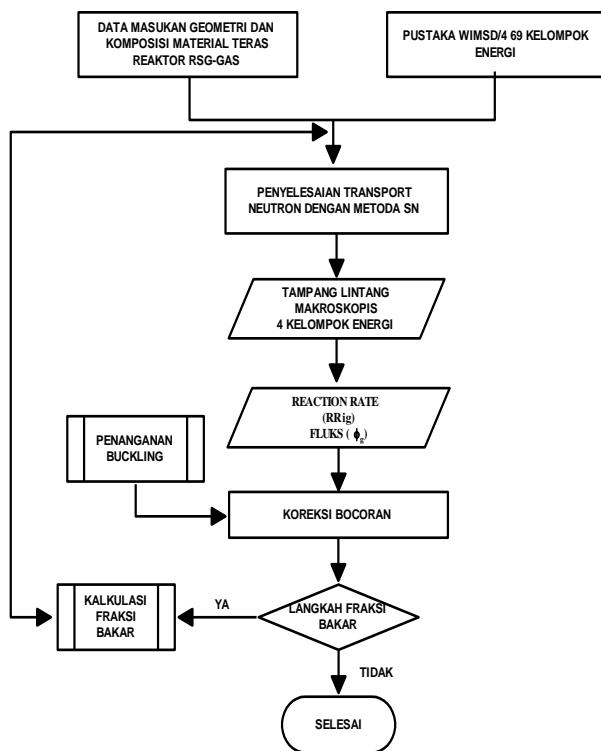 DATA MASUKAN GEOMETRI DAN
KOMPOSISI MATERIAL TERAS
REAKTOR RSG-GAS
PUSTAKA WIMSD/4 69 KELOMPOK
ENERGI
PENYELESAIAN TRANSPORT
NEUTRON DENGAN METODA SN
TAMPANG LINTANG
MAKROSKOPIS
4 KELOMPOK ENERGI
REACTION RATE
(RRig)
FLUKS ( ϕg)
PENANGANAN
BUCKLING
KOREKSI BOCORAN
KALKULASI
FRAKSI
BAKAR
YA
LANGKAH FRAKSI
BAKAR
TIDAK
SELESAI